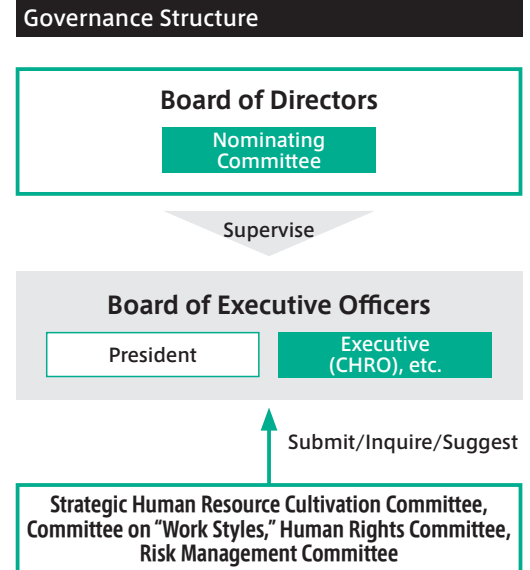 Governance Structure
Board of Directors
Nominating
Committee
Supervise
Board of Executive Officers
President
Executive
(CHRO), etc.
Submit/Inquire/Suggest
Strategic Human Resource Cultivation Committee,
Committee on “Work Styles,” Human Rights Committee,
Risk Management Committee